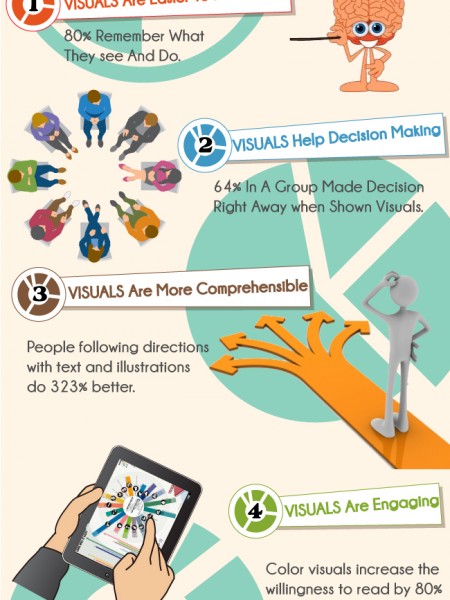 1
VISUALS Are Easier To
80% Remember What
They see And Do.
2
VISUALS Help Decision Making
64% In A Group Made Decision
Right Away when Shown Visuals.
3
VISUALS Are More Comprehensible
People following directions
with text and illustrations
do 323% better.
4
VISUALS Are Engaging
Color visuals increase the
willingness to read by 80%